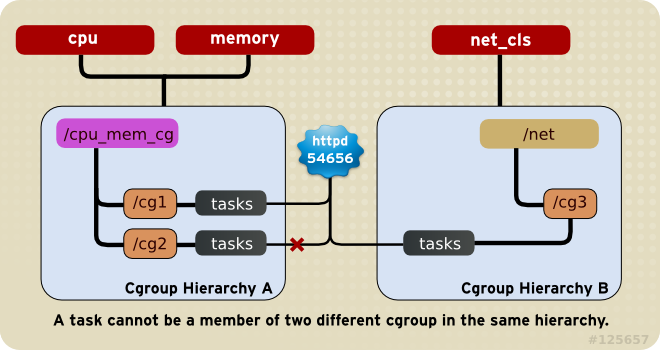 cpu
memory
net_cls
/cpu_mem_cg
httpd
54656
/net
/cg1
tasks
/cg3
/cg2
tasks
tasks
Cgroup Hierarchy A
Cgroup Hierarchy B
A task cannot be a member of two different cgroup in the same hierarchy.
#125657